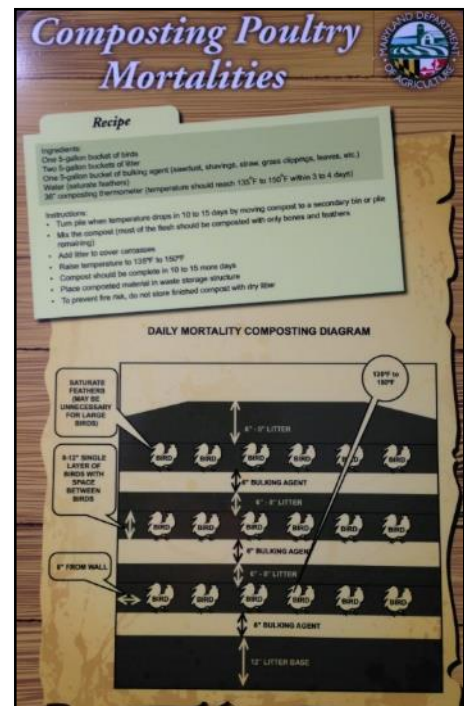 Composting Poultry
Mortalities
MARYLAND DEPARTMENT
OF AGRICULTURE
Recipe
Ingredients:
One 5-gallon bucket of birds
Two 5-gallon buckets of litter
One 5-gallon bucket of bulking agent (sawdust, shavings, straw, grass clippings, leaves, etc.)
Water (saturate feathers)
36" composting thermometer (temperature should reach 135°F to 150°F within 3 to 4 days)
Instructions:
• Turn pile when temperature drops in 10 to 15 days by moving compost to a secondary bin or pile
• Mix the compost (most of the flesh should be composted with only bones and feathers
remaining)
• Add litter to cover carcasses
• Raise temperature to 135°F to 150°F
• Compost should be complete in 10 to 15 more days
• Place composted material in waste storage structure
• To prevent fire risk, do not store finished compost with dry litter
DAILY MORTALITY COMPOSTING DIAGRAM
SATURATE
FEATHERS
(MAY BE
UNNECESSARY
FOR LARGE
BIRDS)
135°F to
150°F
LITTER
BIRD BIRD BIRD BIRD BIRD BIRD
6" BULKING AGENT
8-12" SINGLE
LAYER OF
BIRDS WITH
SPACE
BETWEEN
BIRDS
LITTER
BIRD BIRD BIRD BIRD BIRD BIRD
6" BULKING AGENT
LITTER
6" FROM WALL
BIRD BIRD BIRD BIRD BIRD BIRD
6" BULKING AGENT
12" LITTER BASE